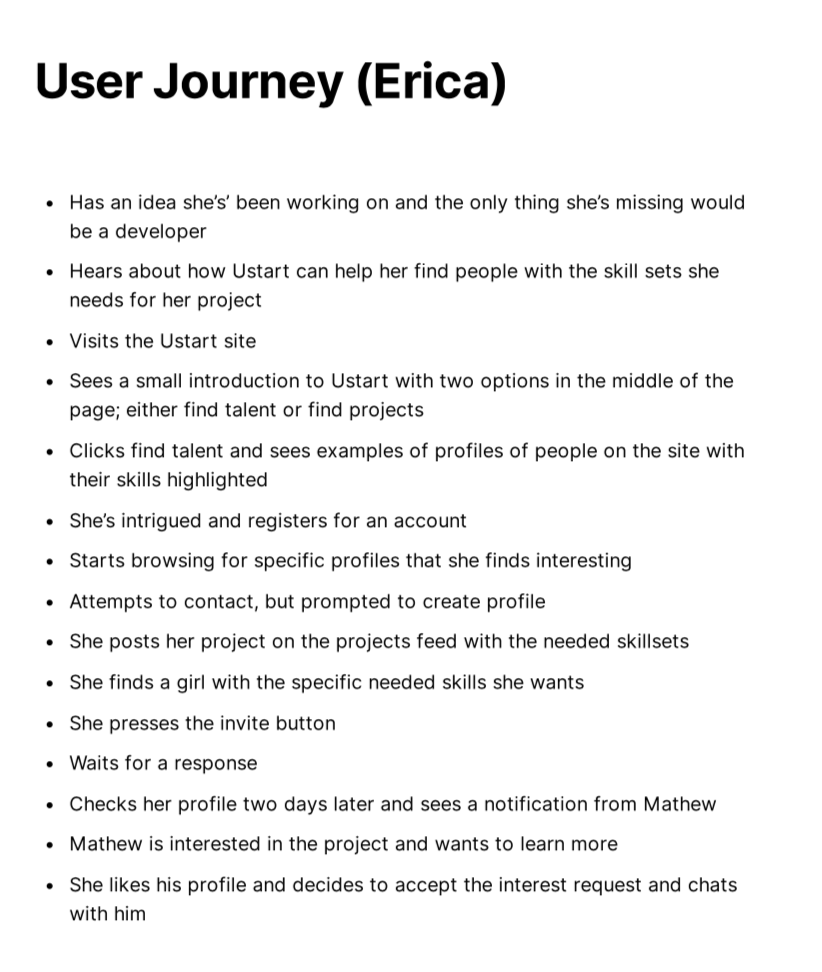 User Journey (Erica)
• Has an idea she's' been working on and the only thing she's missing would
be a developer
• Hears about how Ustart can help her find people with the skill sets she
needs for her project
• Visits the Ustart site
• Sees a small introduction to Ustart with two options in the middle of the
page; either find talent or find projects
• Clicks find talent and sees examples of profiles of people on the site with
their skills highlighted
• She's intrigued and registers for an account
• Starts browsing for specific profiles that she finds interesting
• Attempts to contact, but prompted to create profile
• She posts her project on the projects feed with the needed skillsets
• She finds a girl with the specific needed skills she wants
• She presses the invite button
• Waits for a response
• Checks her profile two days later and sees a notification from Mathew
• Mathew is interested in the project and wants to learn more
• She likes his profile and decides to accept the interest request and chats
with him